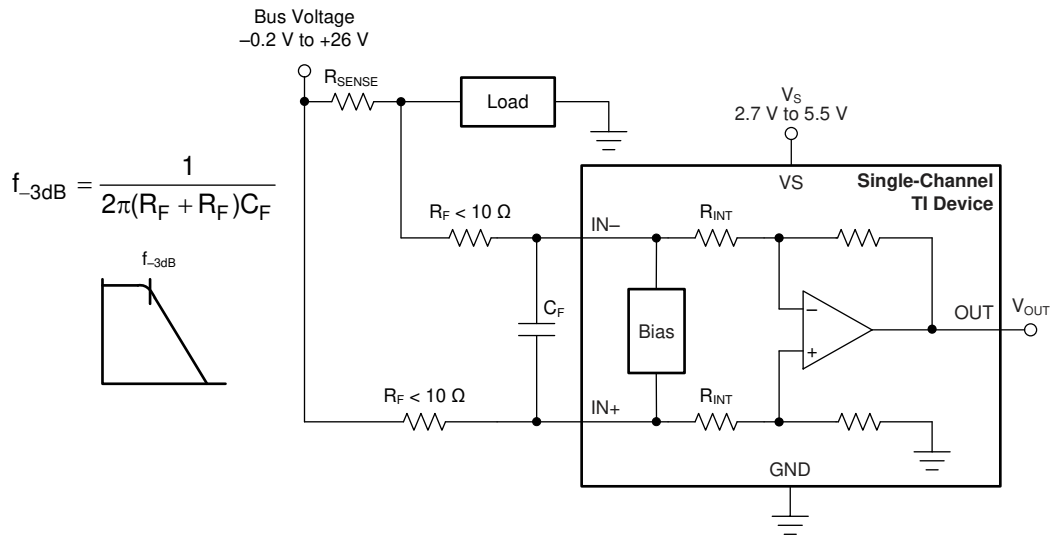 Bus Voltage
–0.2 V to +26 V
R_SENSE
Load
V_S
2.7 V to 5.5 V
f_–3dB = 1 / 2π(R_F + R_F)C_F
VS
Single-Channel
TI Device
R_F < 10 Ω
IN–
R_INT
f_–3dB
C_F
Bias
–
+
OUT
V_OUT
R_F < 10 Ω
IN+
R_INT
GND